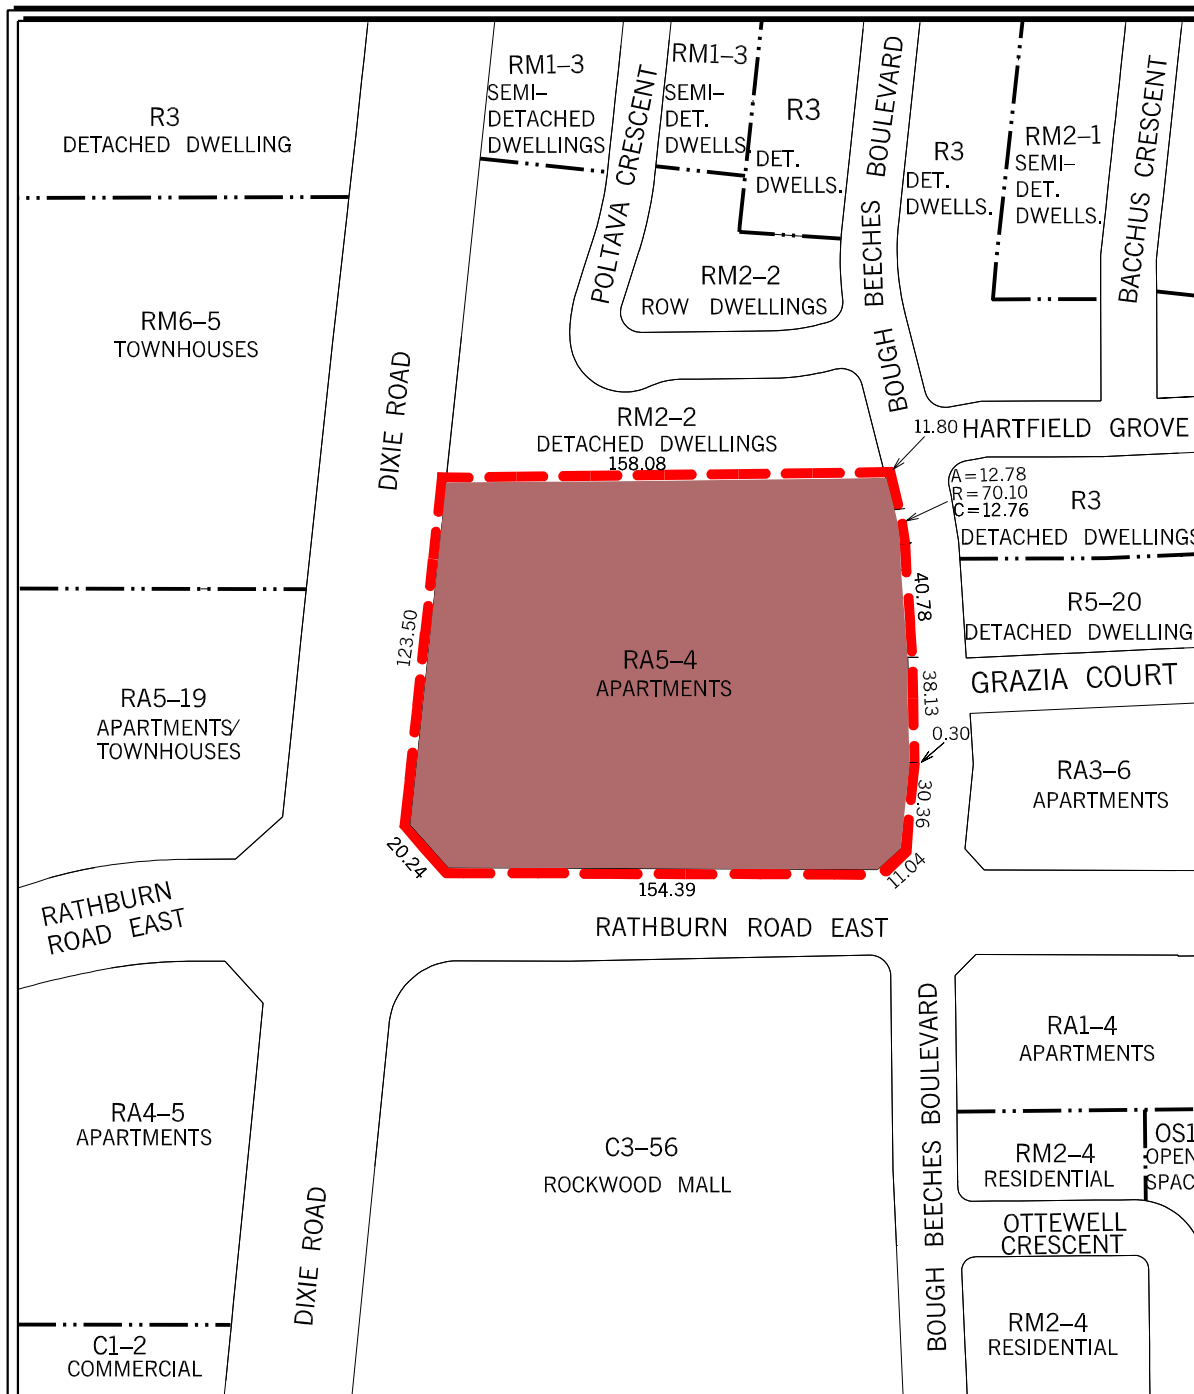 R3
DETACHED DWELLING
RM1–3
SEMI–
DETACHED
DWELLINGS
POLTAVA CRESCENT
RM1–3
SEMI–
DET.
DWELLS.
R3
DET.
DWELLS.
BOUGH BEECHES BOULEVARD
R3
DET.
DWELLS.
RM2–1
SEMI–
DET.
DWELLS.
BACCHUS CRESCENT
RM6–5
TOWNHOUSES
DIXIE ROAD
RM2–2
ROW DWELLINGS
RM2–2
DETACHED DWELLINGS
158.08
11.80
HARTFIELD GROVE
A=12.78
R=70.10
C=12.76
R3
DETACHED DWELLINGS
40.78
R5–20
DETACHED DWELLING
123.50
RA5–4
APARTMENTS
38.13
GRAZIA COURT
RA5–19
APARTMENTS/
TOWNHOUSES
0.30
30.36
RA3–6
APARTMENTS
20.24
154.39
11.04
RATHBURN
ROAD EAST
RATHBURN ROAD EAST
RA4–5
APARTMENTS
DIXIE ROAD
C3–56
ROCKWOOD MALL
BOUGH BEECHES BOULEVARD
RA1–4
APARTMENTS
RM2–4
RESIDENTIAL
OS1
OPEN
SPAC
OTTEWELL
CRESCENT
RM2–4
RESIDENTIAL
C1–2
COMMERCIAL